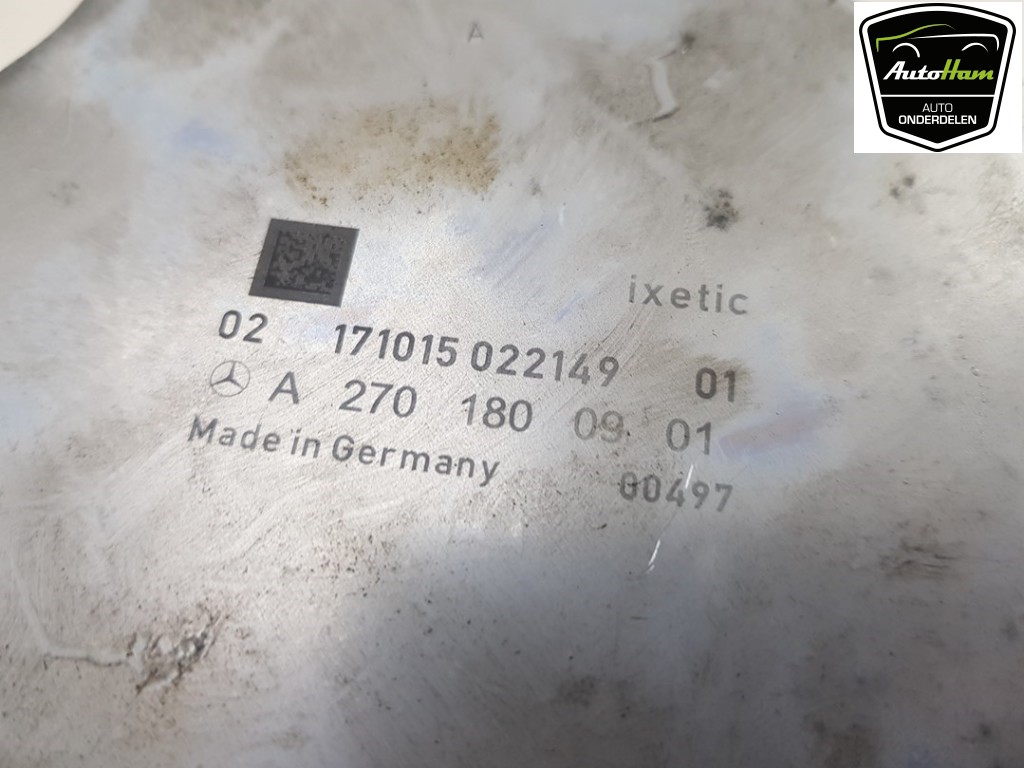 A
AutoHam
AUTO
ONDERDELEN
ixetic
02 171015 022149 01
A 270 180 09 01
Made in Germany 00497